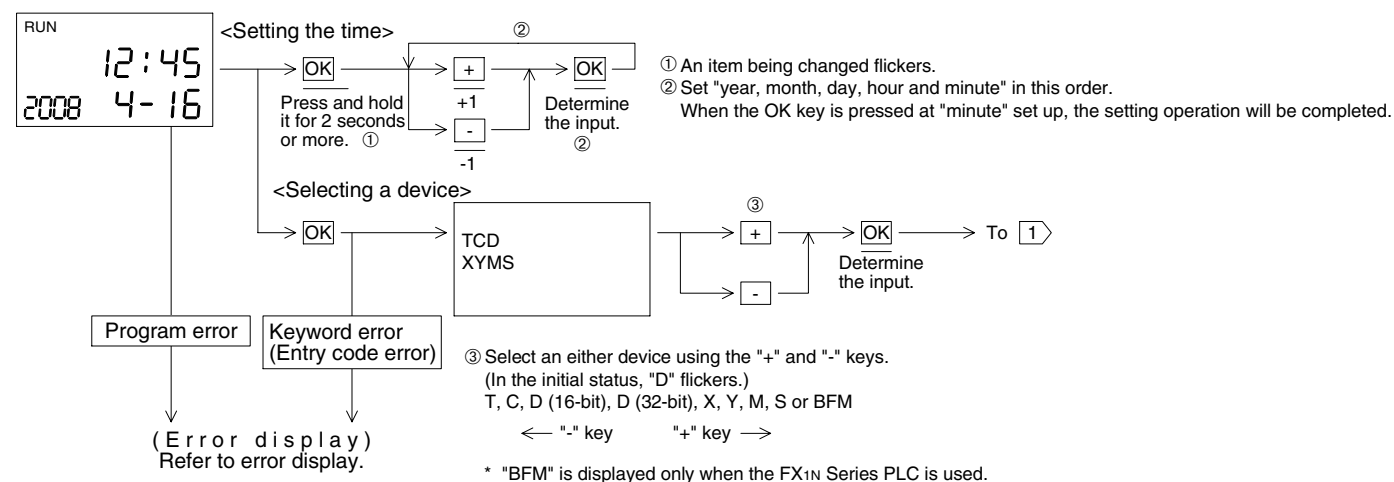 RUN
12:45
2008 4-16
<Setting the time>
②
OK
+
OK
Press and hold
it for 2 seconds
or more. ①
+1
-
-1
Determine
the input.
②
① An item being changed flickers.
② Set "year, month, day, hour and minute" in this order.
When the OK key is pressed at "minute" set up, the setting operation will be completed.
<Selecting a device>
OK
TCD
XYMS
③
+
-
OK
Determine
the input.
To 1
Program error
Keyword error
(Entry code error)
(Error display)
Refer to error display.
③ Select an either device using the "+" and "-" keys.
(In the initial status, "D" flickers.)
T, C, D (16-bit), D (32-bit), X, Y, M, S or BFM
← "-" key "+" key →
* "BFM" is displayed only when the FX1N Series PLC is used.